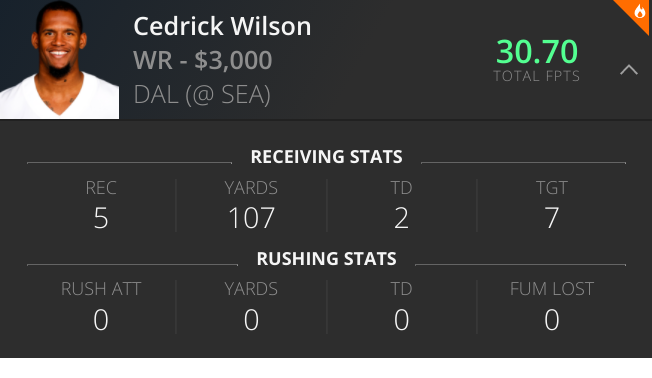 Cedrick Wilson
WR - $3,000
DAL (@ SEA)
30.70
TOTAL FPTS
RECEIVING STATS
REC YARDS TD TGT
5 107 2 7
RUSHING STATS
RUSH ATT YARDS TD FUM LOST
0 0 0 0